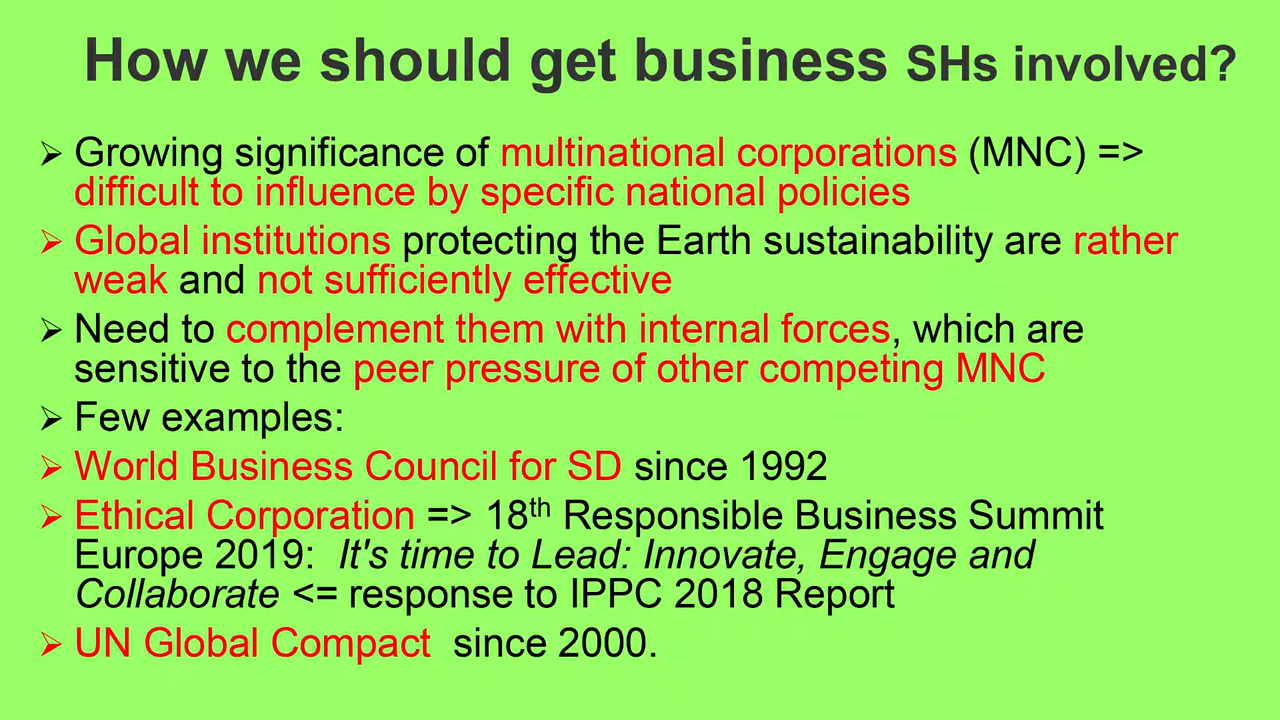 How we should get business SHs involved?
➢ Growing significance of multinational corporations (MNC) =>
difficult to influence by specific national policies
➢ Global institutions protecting the Earth sustainability are rather
weak and not sufficiently effective
➢ Need to complement them with internal forces, which are
sensitive to the peer pressure of other competing MNC
➢ Few examples:
➢ World Business Council for SD since 1992
➢ Ethical Corporation => 18th Responsible Business Summit
Europe 2019: It's time to Lead: Innovate, Engage and
Collaborate <= response to IPPC 2018 Report
➢ UN Global Compact since 2000.